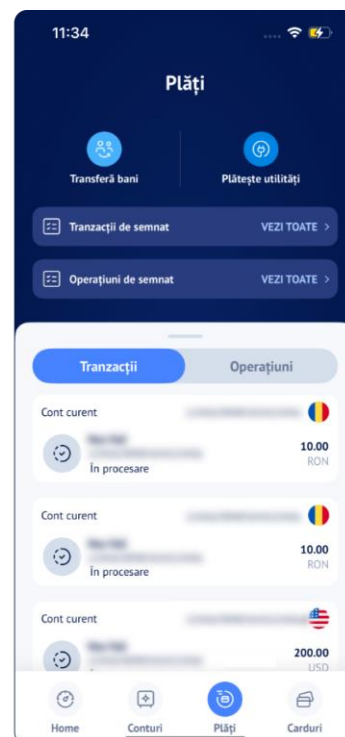 11:34
Plăți
Transferă bani
Plătește utilități
Tranzacții de semnat VEZI TOATE >
Operațiuni de semnat VEZI TOATE >
Tranzacții Operațiuni
Cont curent
10.00
RON
În procesare
Cont curent
10.00
RON
În procesare
Cont curent
200.00
USD
Home Conturi Plăți Carduri